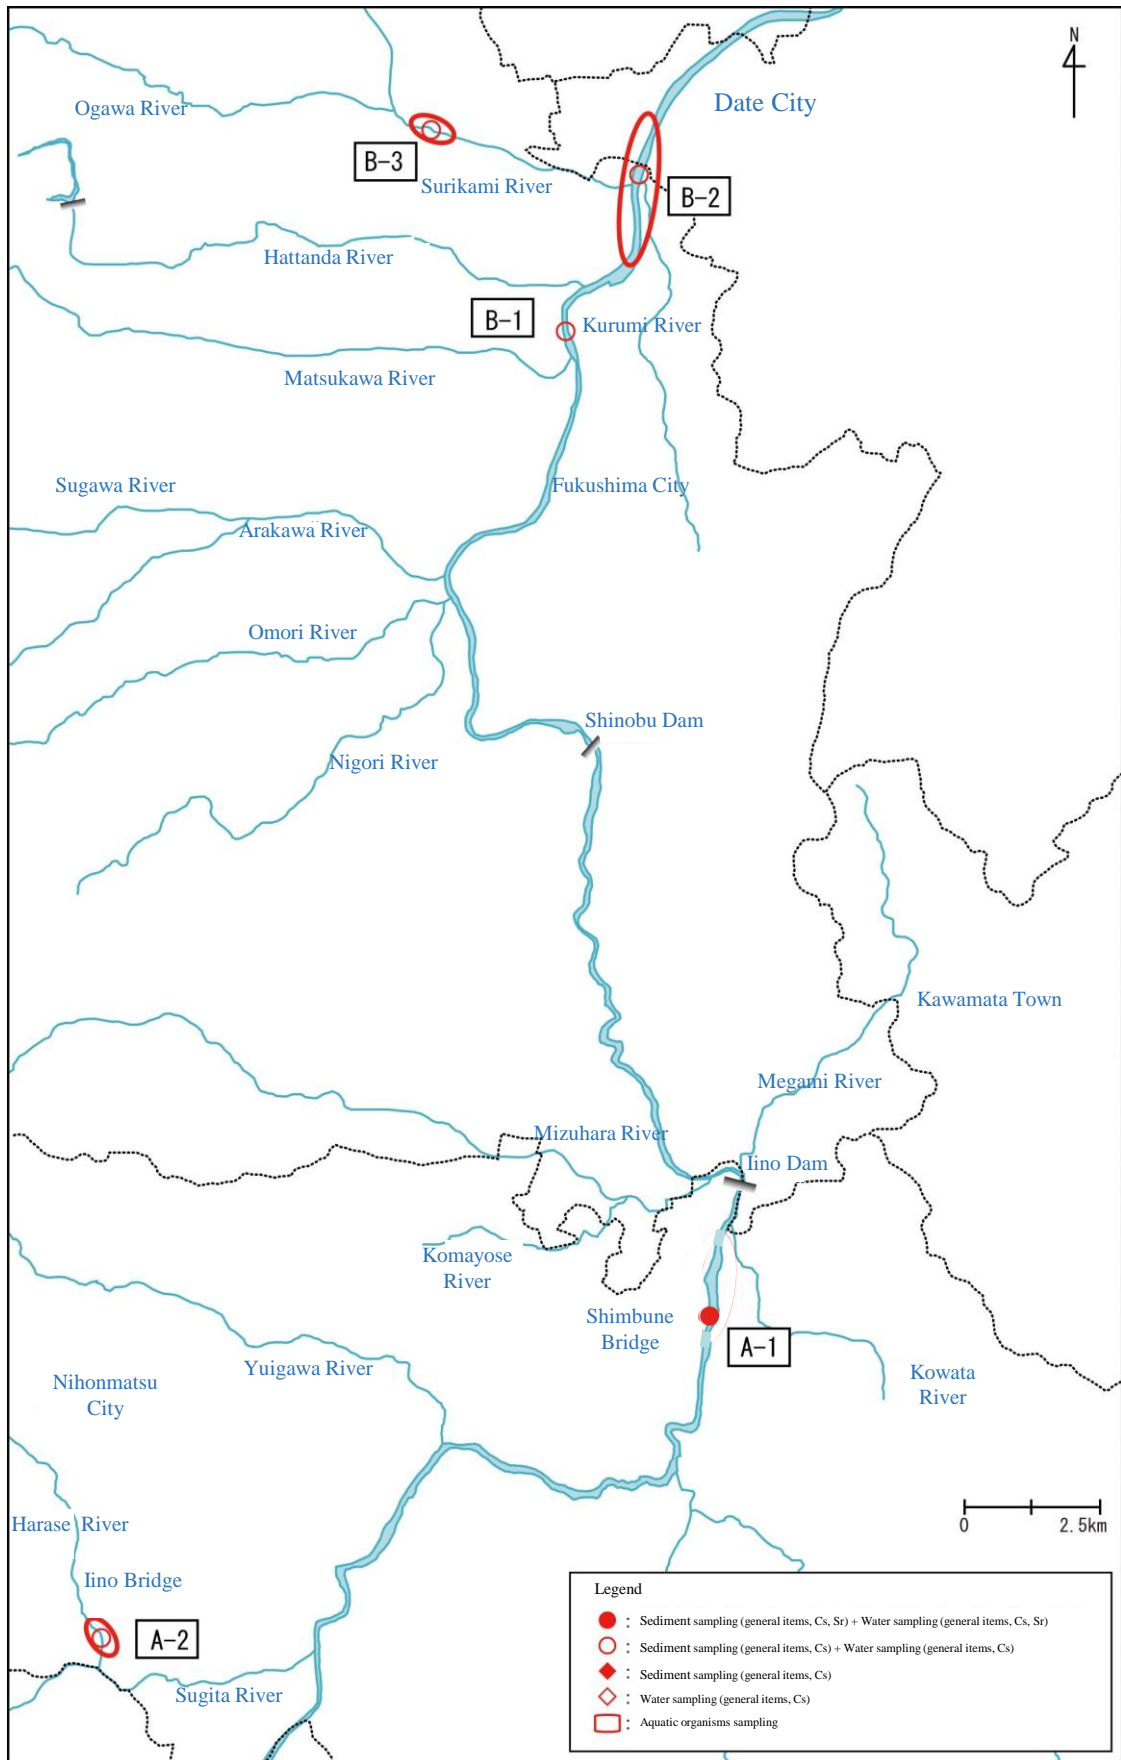 N
Date City
Ogawa River
B-3
Surikami River
B-2
Hattanda River
B-1
Kurumi River
Matsukawa River
Sugawa River
Fukushima City
Arakawa River
Omori River
Shinobu Dam
Nigori River
Kawamata Town
Megami River
Mizuhara River
Iino Dam
Komayose
River
Shimbune
Bridge
A-1
Yuigawa River
Kowata
River
Nihonmatsu
City
Harase River
0 2.5km
Iino Bridge
A-2
Sugita River
Legend
: Sediment sampling (general items, Cs, Sr) + Water sampling (general items, Cs, Sr)
: Sediment sampling (general items, Cs) + Water sampling (general items, Cs)
: Sediment sampling (general items, Cs)
: Water sampling (general items, Cs)
: Aquatic organisms sampling